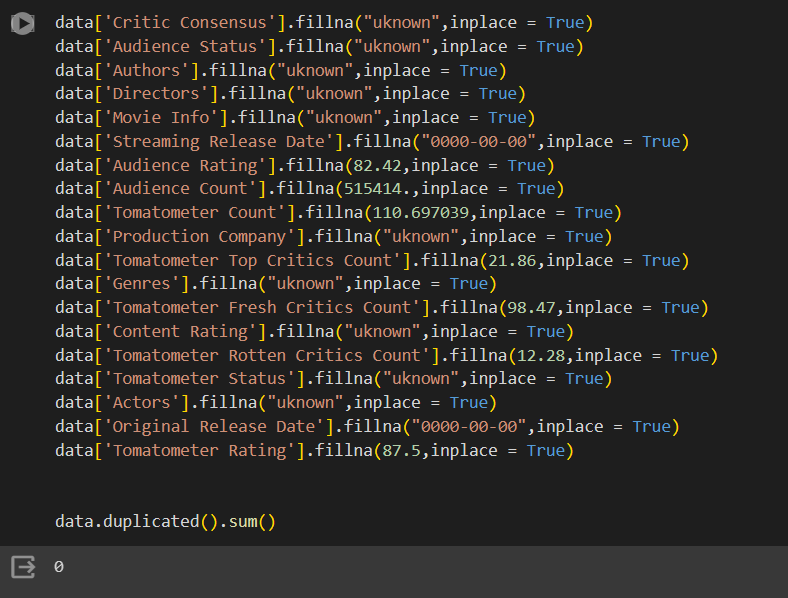 data['Critic Consensus'].fillna("uknown",inplace = True)
data['Audience Status'].fillna("uknown",inplace = True)
data['Authors'].fillna("uknown",inplace = True)
data['Directors'].fillna("uknown",inplace = True)
data['Movie Info'].fillna("uknown",inplace = True)
data['Streaming Release Date'].fillna("0000-00-00",inplace = True)
data['Audience Rating'].fillna(82.42,inplace = True)
data['Audience Count'].fillna(515414.,inplace = True)
data['Tomatometer Count'].fillna(110.697039,inplace = True)
data['Production Company'].fillna("uknown",inplace = True)
data['Tomatometer Top Critics Count'].fillna(21.86,inplace = True)
data['Genres'].fillna("uknown",inplace = True)
data['Tomatometer Fresh Critics Count'].fillna(98.47,inplace = True)
data['Content Rating'].fillna("uknown",inplace = True)
data['Tomatometer Rotten Critics Count'].fillna(12.28,inplace = True)
data['Tomatometer Status'].fillna("uknown",inplace = True)
data['Actors'].fillna("uknown",inplace = True)
data['Original Release Date'].fillna("0000-00-00",inplace = True)
data['Tomatometer Rating'].fillna(87.5,inplace = True)
data.duplicated().sum()
0